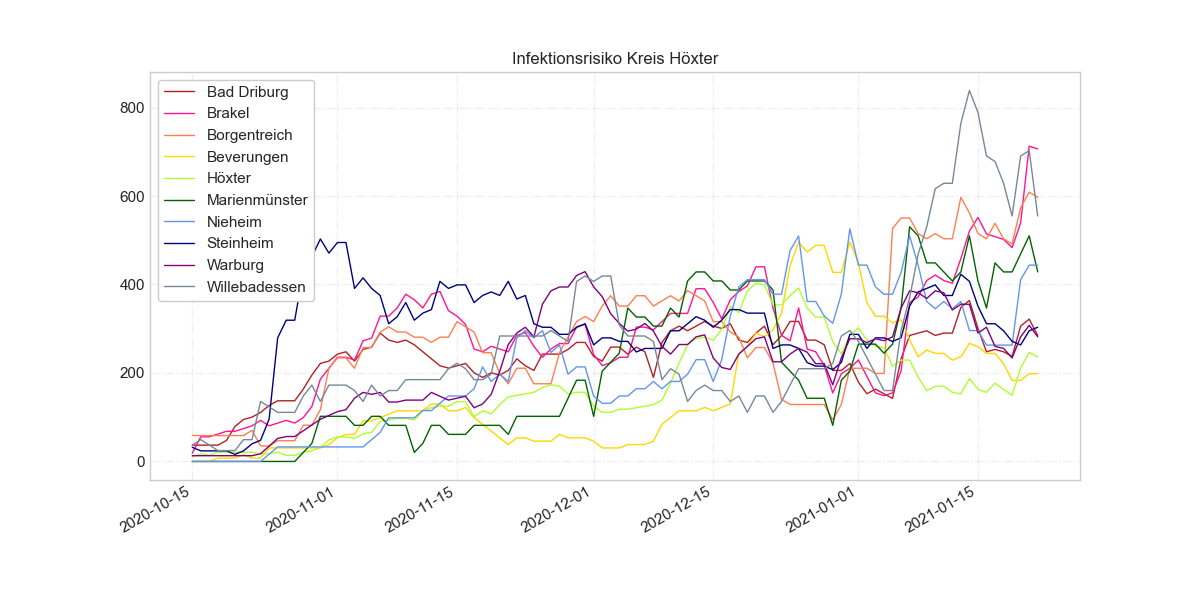 Infektionsrisiko Kreis Höxter
800
600
400
200
0
Bad Driburg
Brakel
Borgentreich
Beverungen
Höxter
Marienmünster
Nieheim
Steinheim
Warburg
Willebadessen
2020-10-15
2020-11-01
2020-11-15
2020-12-01
2020-12-15
2021-01-01
2021-01-15